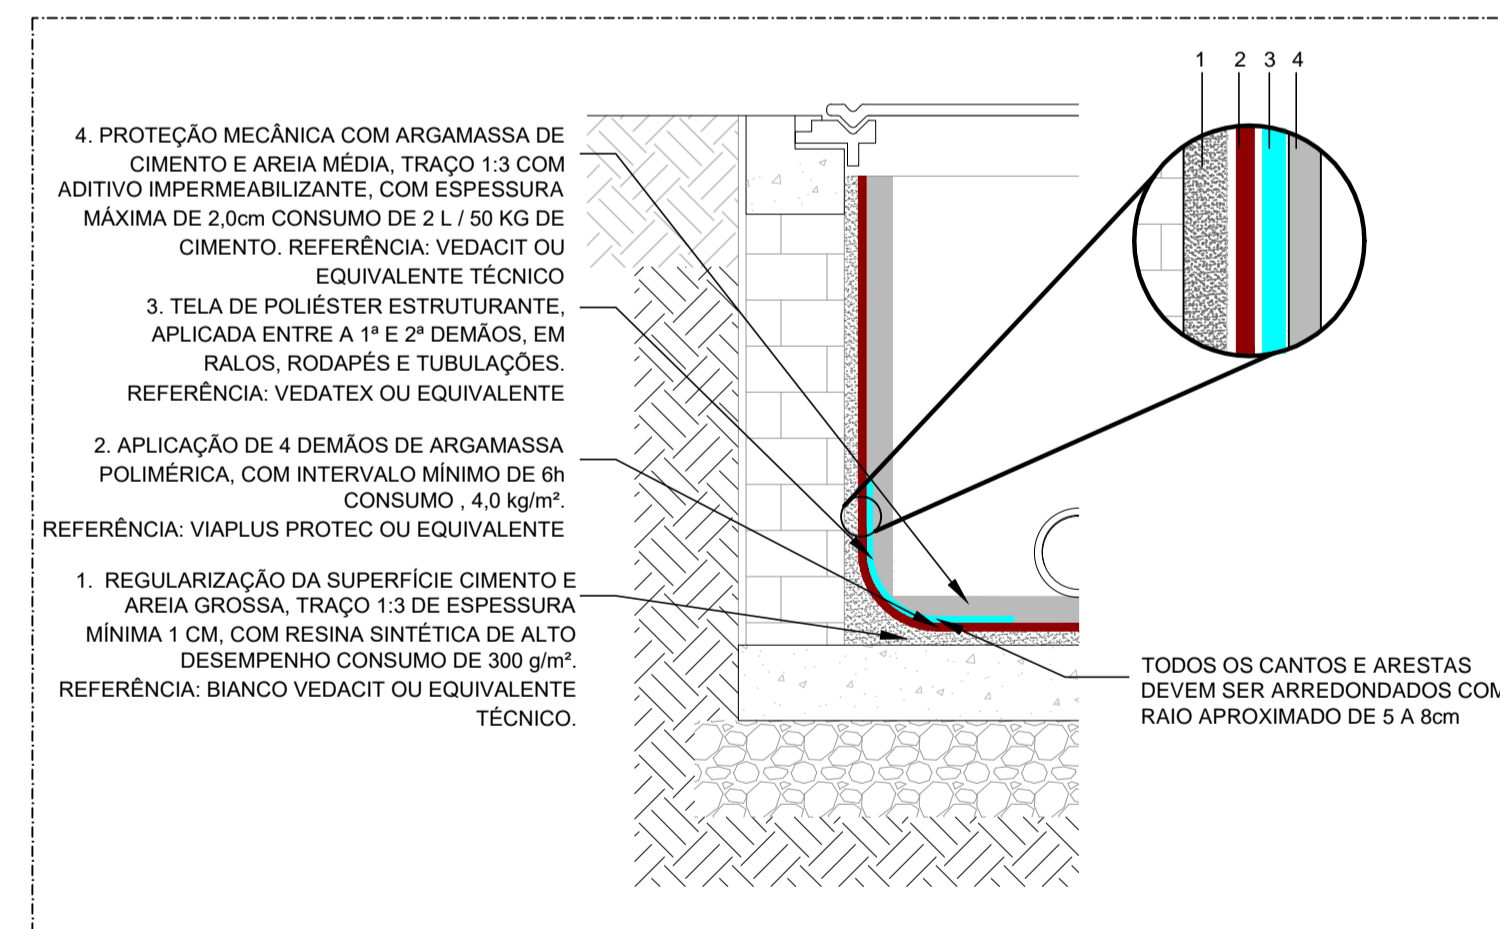 1 2 3 4
4. PROTEÇÃO MECÂNICA COM ARGAMASSA DE
CIMENTO E AREIA MÉDIA, TRAÇO 1:3 COM
ADITIVO IMPERMEABILIZANTE, COM ESPESSURA
MÁXIMA DE 2,0cm CONSUMO DE 2 L / 50 KG DE
CIMENTO. REFERÊNCIA: VEDACIT OU
EQUIVALENTE TÉCNICO
3. TELA DE POLIÉSTER ESTRUTURANTE,
APLICADA ENTRE A 1ª E 2ª DEMÃOS, EM
RALOS, RODAPÉS E TUBULAÇÕES.
REFERÊNCIA: VEDATEX OU EQUIVALENTE
2. APLICAÇÃO DE 4 DEMÃOS DE ARGAMASSA
POLIMÉRICA, COM INTERVALO MÍNIMO DE 6h
CONSUMO , 4,0 kg/m².
REFERÊNCIA: VIAPLUS PROTEC OU EQUIVALENTE
1. REGULARIZAÇÃO DA SUPERFÍCIE CIMENTO E
AREIA GROSSA, TRAÇO 1:3 DE ESPESSURA
MÍNIMA 1 CM, COM RESINA SINTÉTICA DE ALTO
DESEMPENHO CONSUMO DE 300 g/m².
REFERÊNCIA: BIANCO VEDACIT OU EQUIVALENTE
TÉCNICO.
TODOS OS CANTOS E ARESTAS
DEVEM SER ARREDONDADOS COM
RAIO APROXIMADO DE 5 A 8cm